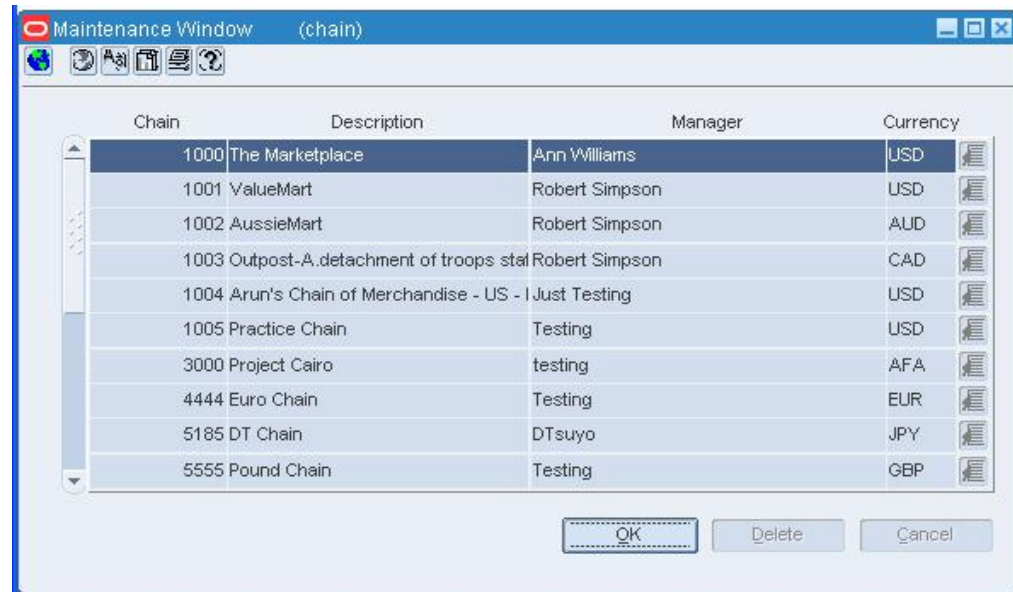 Maintenance Window (chain)
Chain Description Manager Currency
1000 The Marketplace Ann Williams USD
1001 ValueMart Robert Simpson USD
1002 AussieMart Robert Simpson AUD
1003 Outpost-A.detachment of troops Robert Simpson CAD
1004 Arun's Chain of Merchandise - US - Just Testing USD
1005 Practice Chain Testing USD
3000 Project Cairo testing AFA
4444 Euro Chain Testing EUR
5185 DT Chain DTsuyo JPY
5555 Pound Chain Testing GBP
OK Delete Cancel